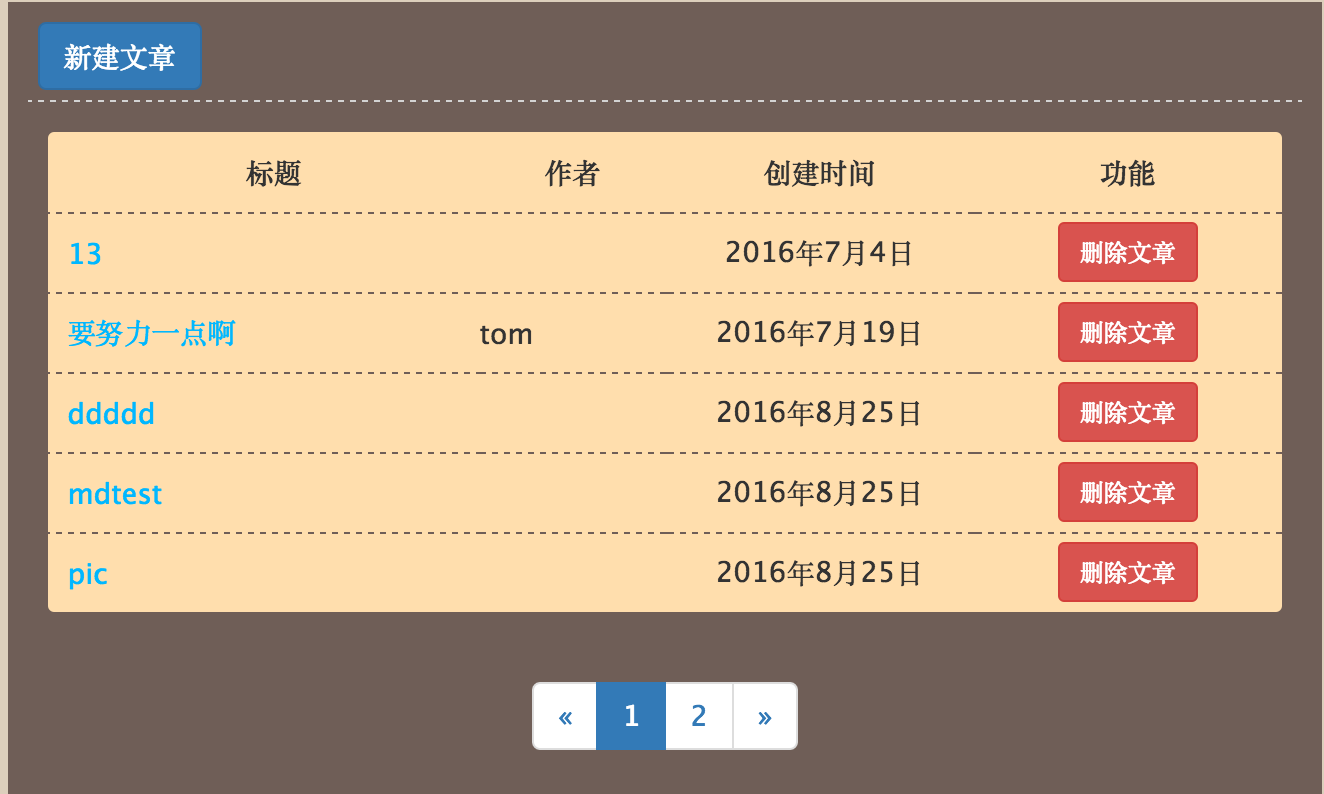 新建文章
标题 作者 创建时间 功能
13 2016年7月4日 删除文章
要努力一点啊 tom 2016年7月19日 删除文章
ddddd 2016年8月25日 删除文章
mdtest 2016年8月25日 删除文章
pic 2016年8月25日 删除文章
« 1 2 »